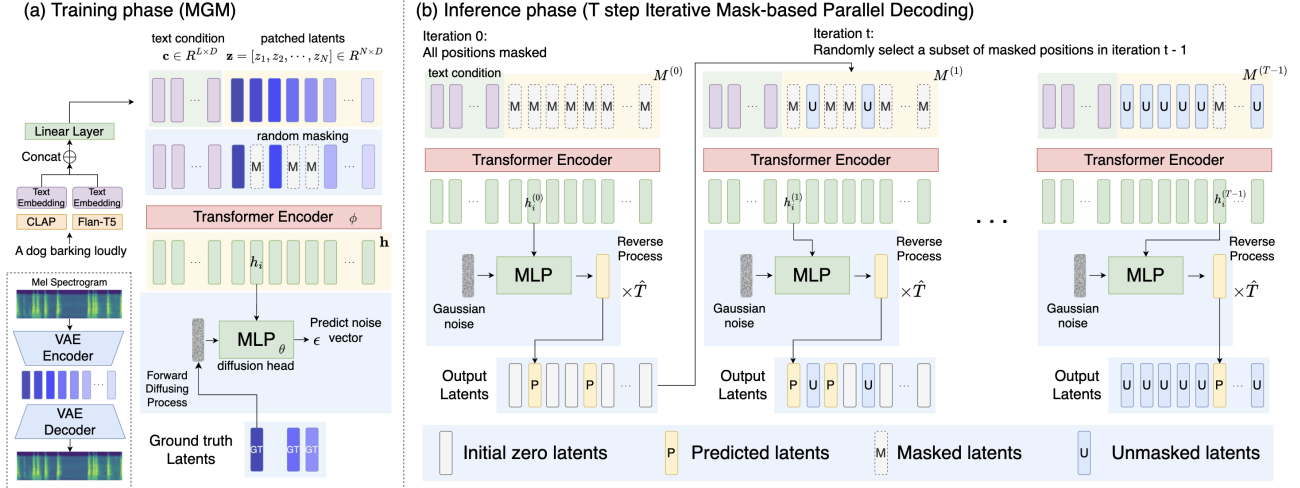 (a) Training phase (MGM)
text condition
c ∈ R^{L×D}
patched latents
z = [z_1, z_2, ⋯, z_N] ∈ R^{N×D}
...
...
Linear Layer
Concat
random masking
...
M
M
M
...
Text Embedding
Text Embedding
CLAP
Flan-T5
A dog barking loudly
Transformer Encoder ϕ
h
...
h_i
...
Mel Spectrogram
VAE Encoder
...
VAE Decoder
MLP θ
diffusion head
ϵ
Predict noise vector
Forward Diffusing Process
Ground truth Latents
GT
GT
GT
(b) Inference phase (T step Iterative Mask-based Parallel Decoding)
Iteration 0:
All positions masked
text condition
M^{(0)}
...
M M M M M M ... M
Transformer Encoder
...
h_i^{(0)}
...
MLP
Reverse Process
×T̂
Gaussian noise
Output Latents
P
P
...
Iteration t:
Randomly select a subset of masked positions in iteration t - 1
M^{(1)}
...
M U M M U M ... M
Transformer Encoder
...
h_i^{(1)}
...
MLP
Reverse Process
×T̂
Gaussian noise
Output Latents
P U P U
...
...
M^{(T-1)}
...
U U U U U M ... U
Transformer Encoder
...
h_i^{(T-1)}
...
MLP
Reverse Process
×T̂
Gaussian noise
Output Latents
U U U U U P ... U
Initial zero latents
P Predicted latents
M Masked latents
U Unmasked latents